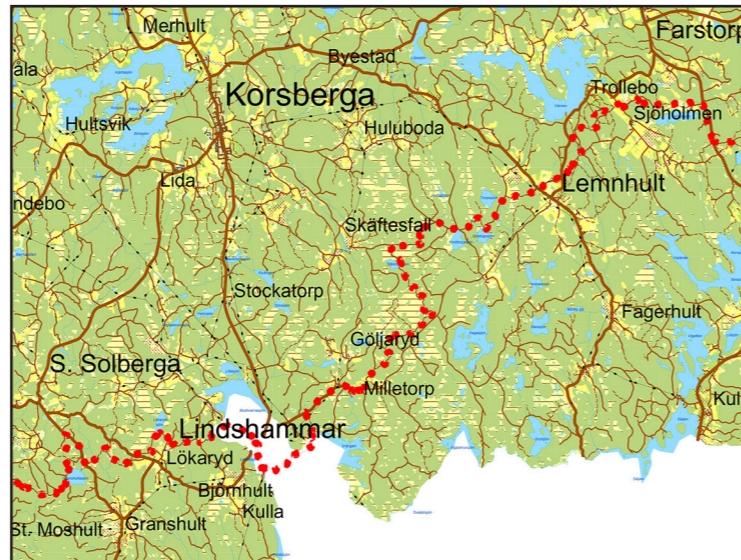 Merhult
Farstorp
Byestad
åla
Trollebo
Korsberga
Sjöholmen
Hultsvik
Huluboda
Lida
Lemnhult
ndebo
Skäftesfall
Stockatorp
Fagerhult
Göljaryd
S. Solberga
Milletorp
Kul
Lindshammar
Lökaryd
Björnhult
Kulla
St. Moshult
Granshult